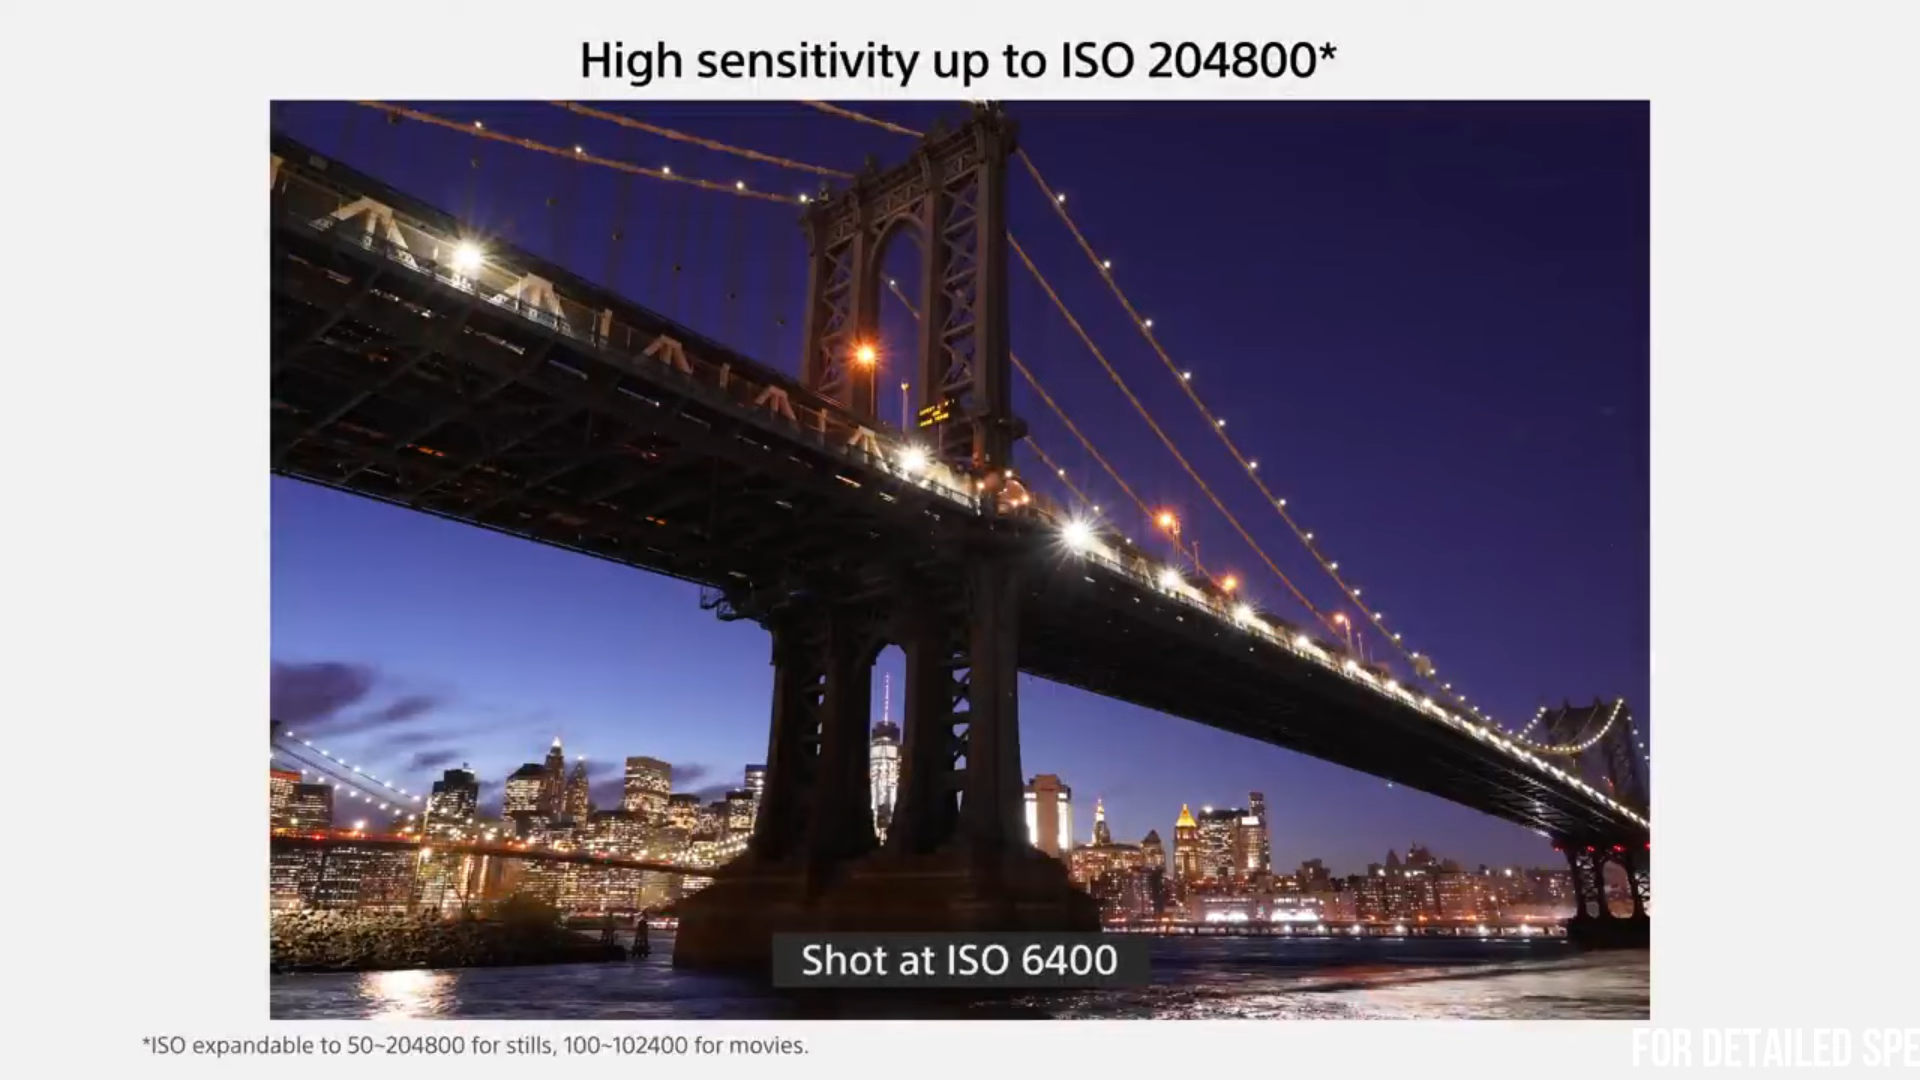 High sensitivity up to ISO 204800*
Shot at ISO 6400
*ISO expandable to 50~204800 for stills, 100~102400 for movies.
FOR DETAILED SPE